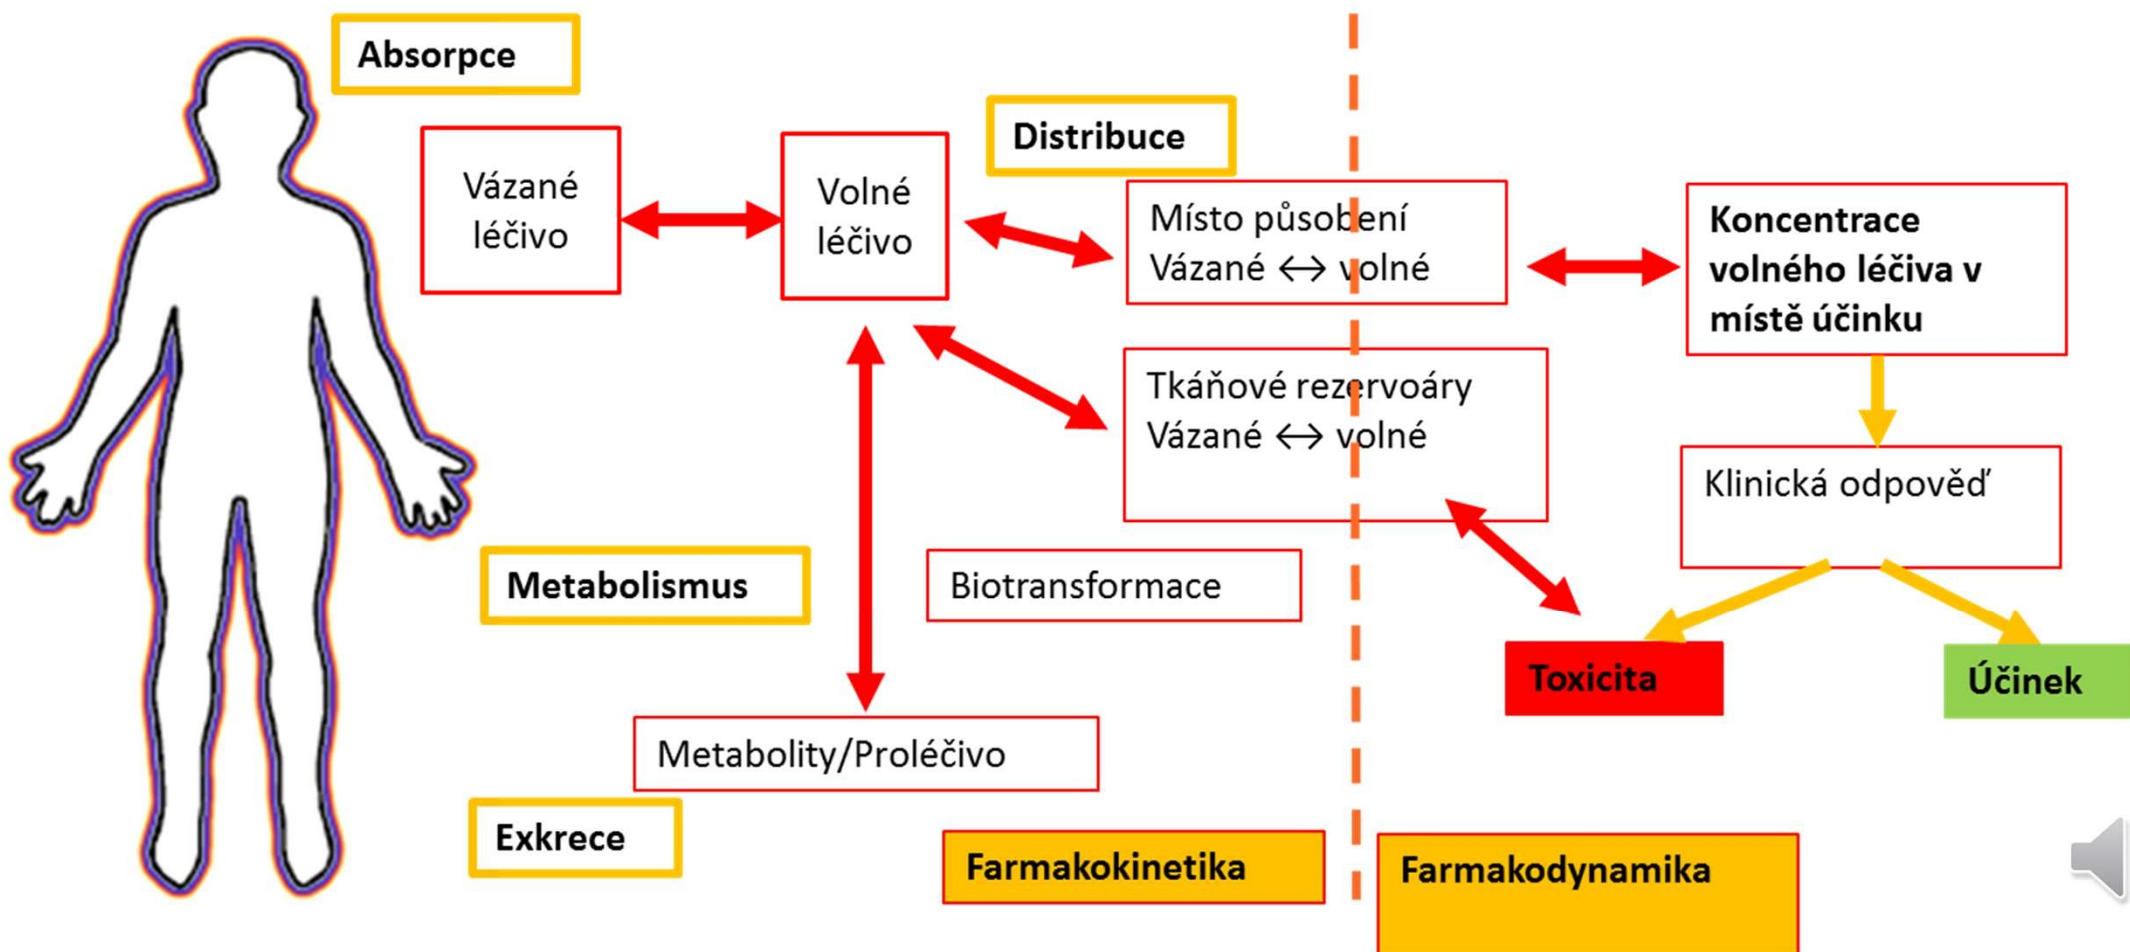 Absorpce
Distribuce
Vázané
léčivo
Volné
léčivo
Místo působení
Vázané ↔ volné
Koncentrace
volného léčiva v
místě účinku
Tkáňové rezervoáry
Vázané ↔ volné
Klinická odpověď
Metabolismus
Biotransformace
Toxicita
Účinek
Metabolity/Proléčivo
Exkrece
Farmakokinetika
Farmakodynamika